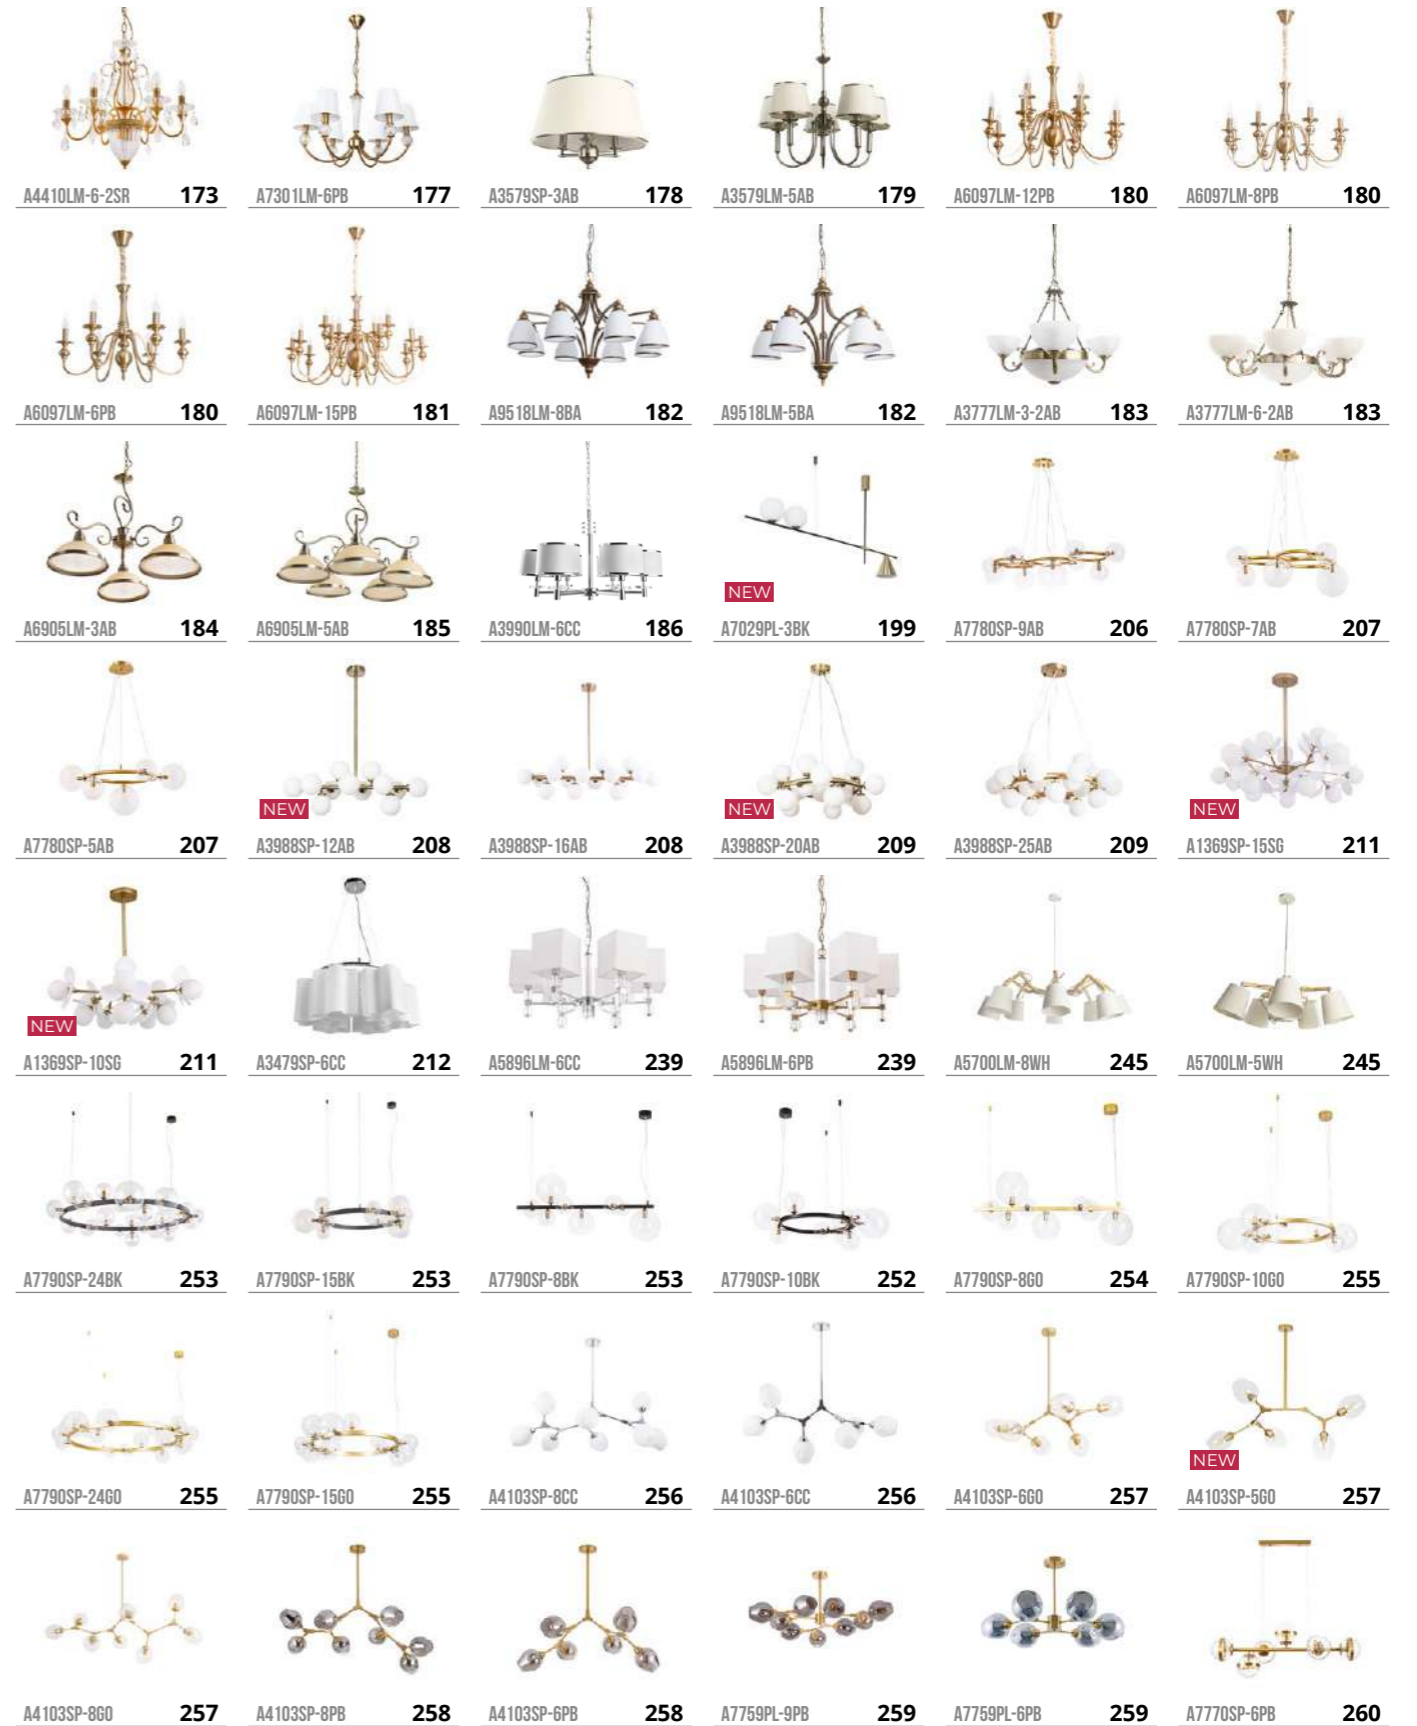 A4410LM-6-2SR 173 A7301LM-6PB 177 A3579SP-3AB 178 A3579LM-5AB 179 A6097LM-12PB 180 A6097LM-8PB 180
A6097LM-6PB 180 A6097LM-15PB 181 A9518LM-8BA 182 A9518LM-5BA 182 A3777LM-3-2AB 183 A3777LM-6-2AB 183
NEW
A6905LM-3AB 184 A6905LM-5AB 185 A3990LM-6CC 186 A7029PL-3BK 199 A7780SP-9AB 206 A7780SP-7AB 207
NEW NEW NEW
A7780SP-5AB 207 A3988SP-12AB 208 A3988SP-16AB 208 A3988SP-20AB 209 A3988SP-25AB 209 A1369SP-15SG 211
NEW
A1369SP-10SG 211 A3479SP-6CC 212 A5896LM-6CC 239 A5896LM-6PB 239 A5700LM-8WH 245 A5700LM-5WH 245
A7790SP-24BK 253 A7790SP-15BK 253 A7790SP-8BK 253 A7790SP-10BK 252 A7790SP-8GO 254 A7790SP-10GO 255
NEW
A7790SP-24GO 255 A7790SP-15GO 255 A4103SP-8CC 256 A4103SP-6CC 256 A4103SP-6GO 257 A4103SP-5GO 257
A4103SP-8GO 257 A4103SP-8PB 258 A4103SP-6PB 258 A7759PL-9PB 259 A7759PL-6PB 259 A7770SP-6PB 260